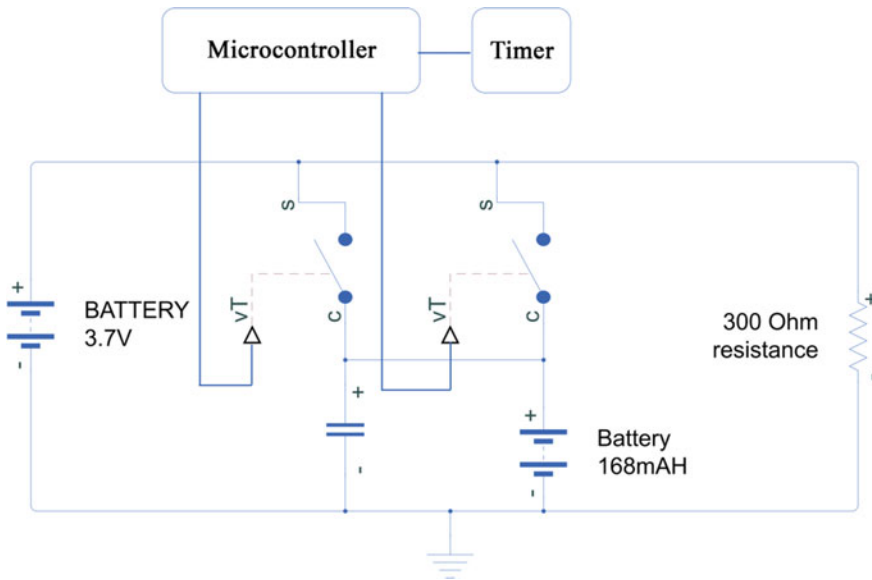 Microcontroller
Timer
s
s
+
BATTERY
3.7V
-
vT
c
vT
c
+
300 Ohm
resistance
-
+
-
+
Battery
168mAH
-